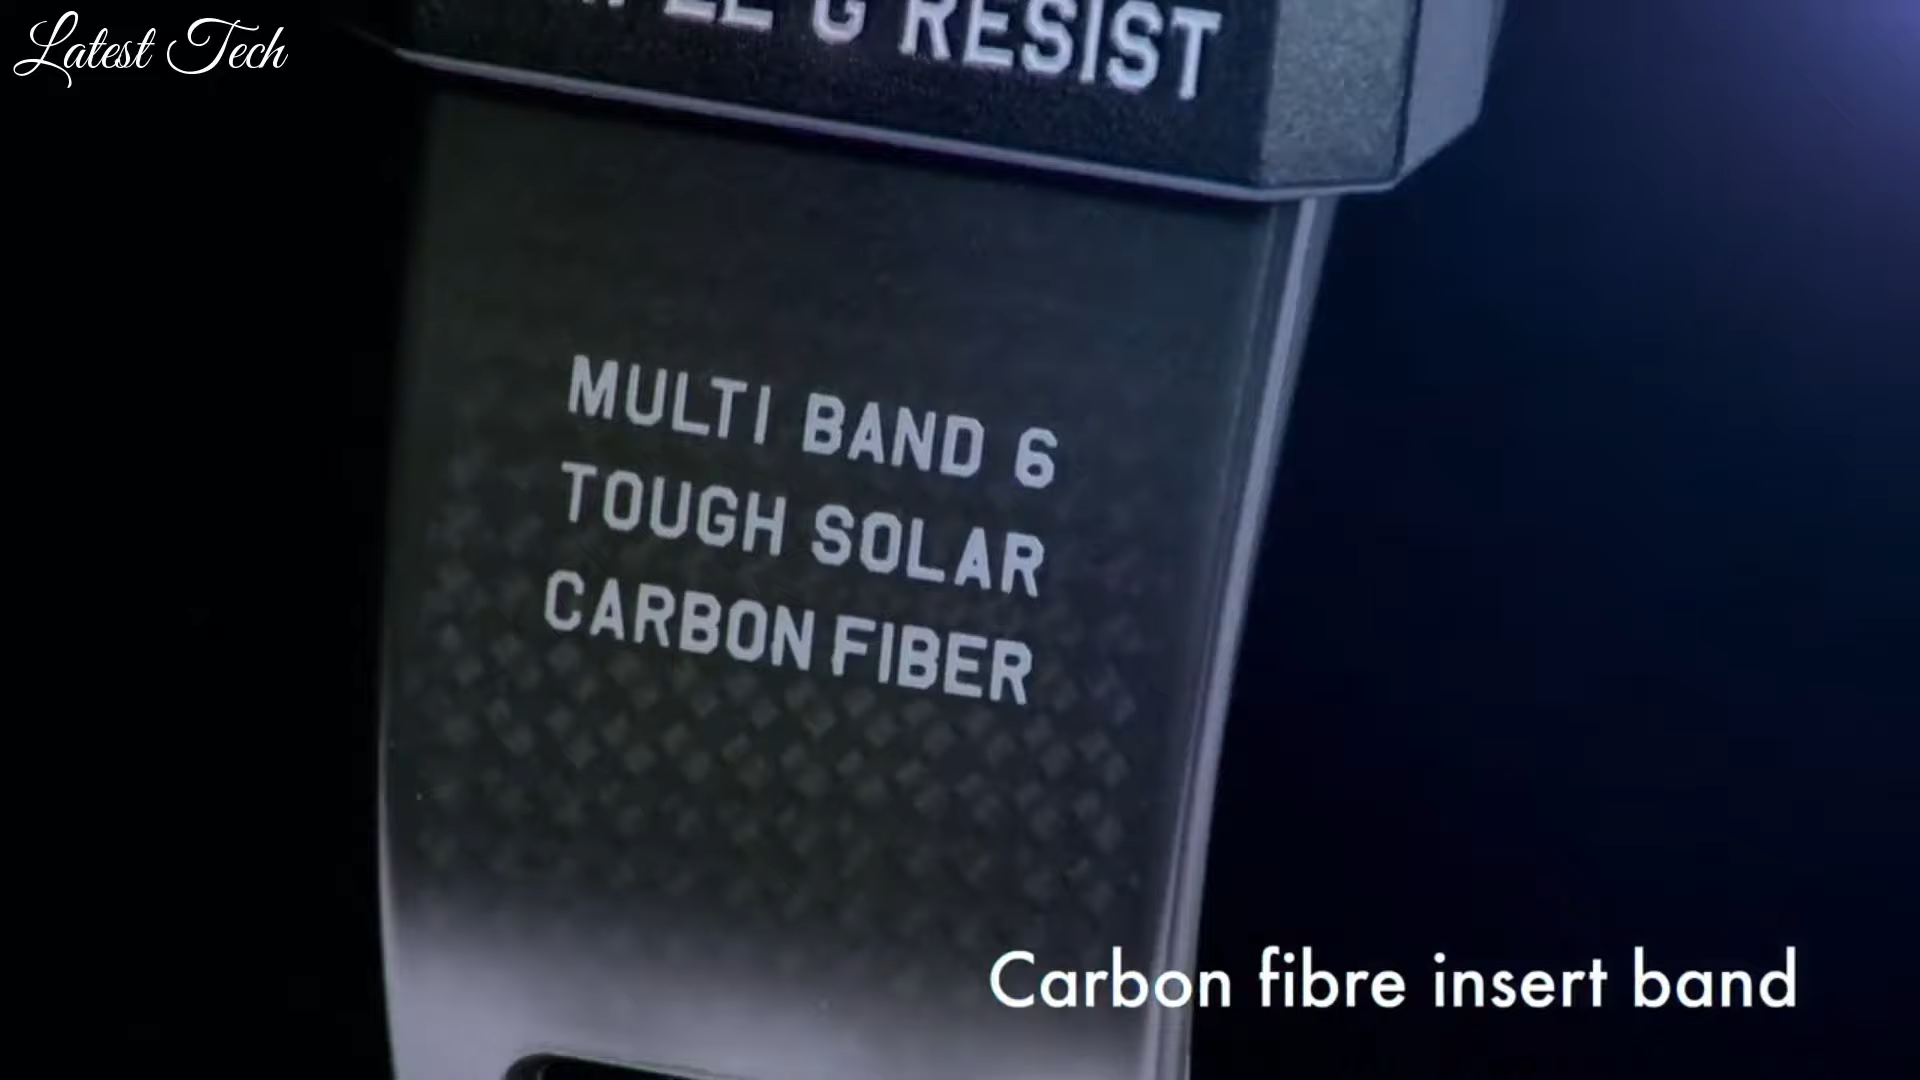 Latest Tech
G RESIST
MULTI BAND 6
TOUGH SOLAR
CARBON FIBER
Carbon fibre insert band